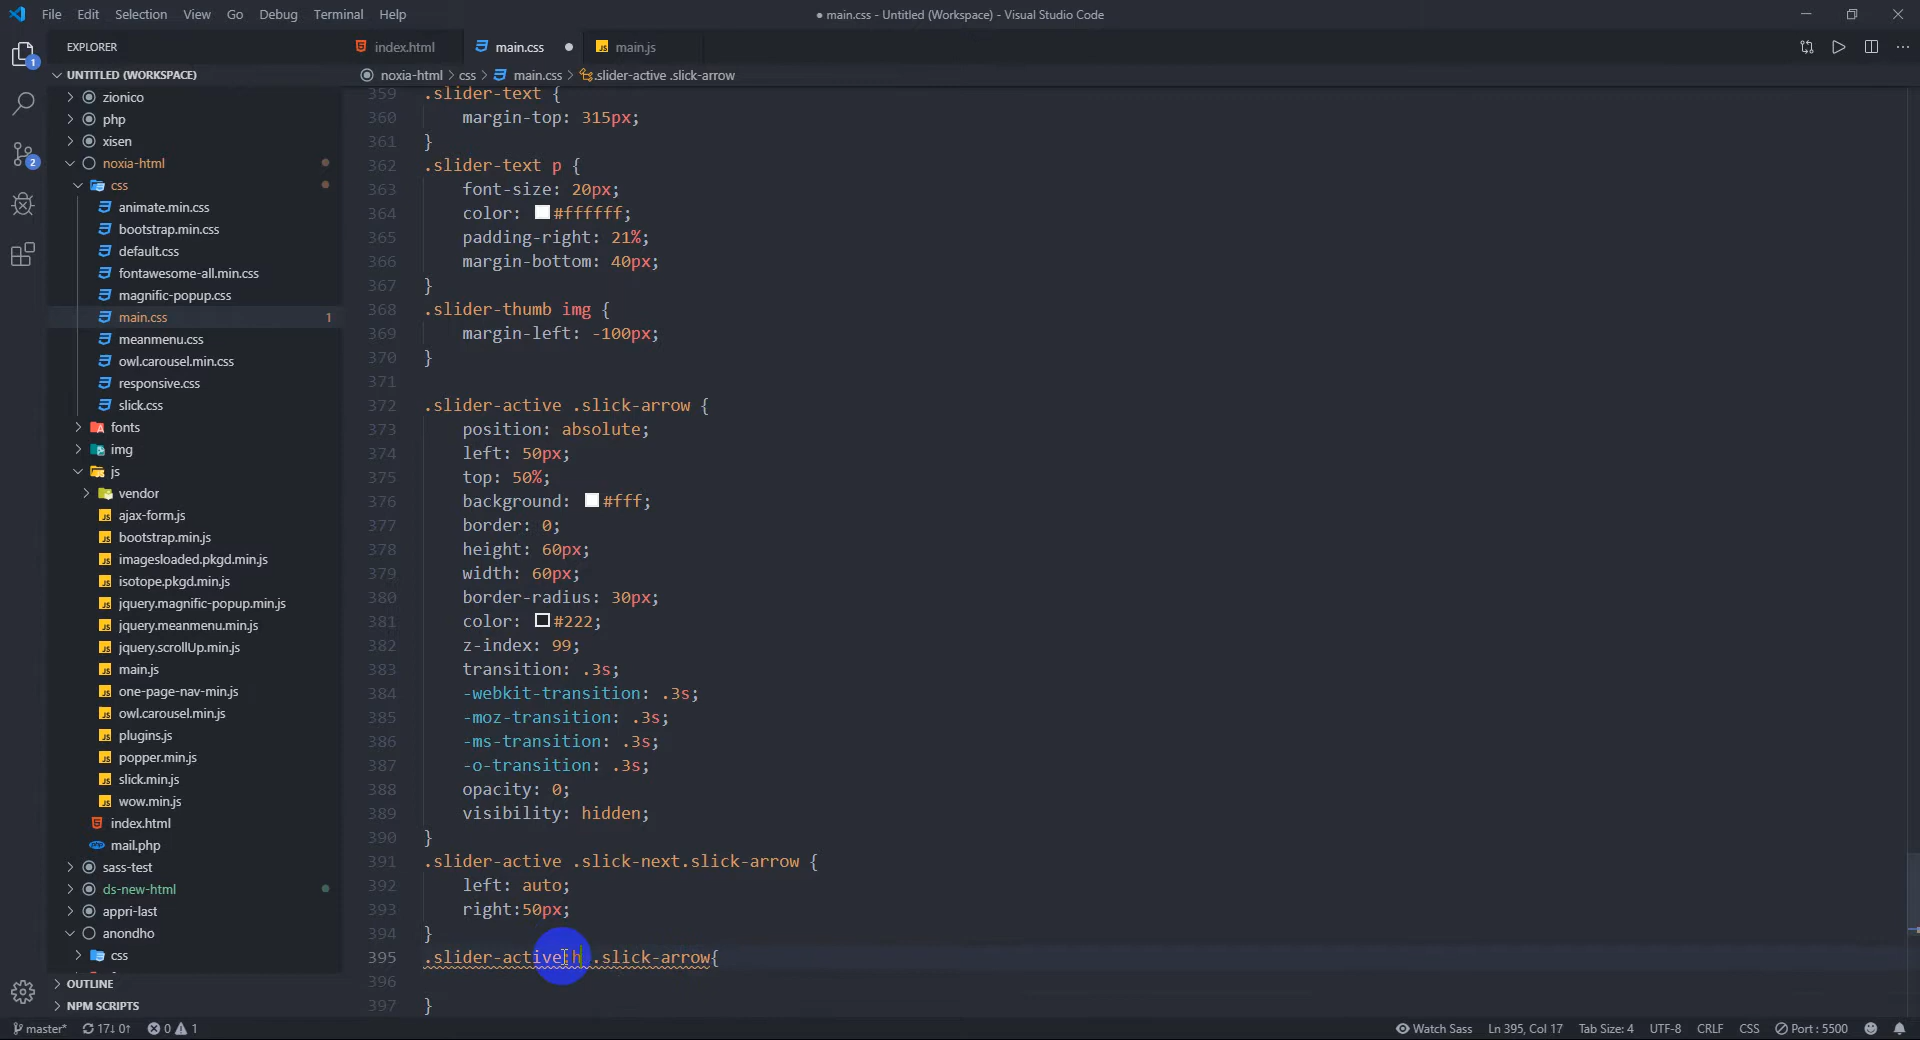 File Edit Selection View Go Debug Terminal Help
● main.css - Untitled (Workspace) - Visual Studio Code
1
2
EXPLORER
UNTITLED (WORKSPACE)
zionico
php
xisen
noxia-html
css
animate.min.css
bootstrap.min.css
default.css
fontawesome-all.min.css
magnific-popup.css
main.css 1
meanmenu.css
owl.carousel.min.css
responsive.css
slick.css
fonts
img
js
vendor
ajax-form.js
bootstrap.min.js
imagesloaded.pkgd.min.js
isotope.pkgd.min.js
jquery.magnific-popup.min.js
jquery.meanmenu.min.js
jquery.scrollUp.min.js
main.js
one-page-nav-min.js
owl.carousel.min.js
plugins.js
popper.min.js
slick.min.js
wow.min.js
index.html
mail.php
sass-test
ds-new-html
appri-last
anondho
css
OUTLINE
NPM SCRIPTS
index.html main.css main.js
noxia-html > css > main.css > .slider-active .slick-arrow
359 .slider-text {
360 margin-top: 315px;
361 }
362 .slider-text p {
363 font-size: 20px;
364 color: #ffffff;
365 padding-right: 21%;
366 margin-bottom: 40px;
367 }
368 .slider-thumb img {
369 margin-left: -100px;
370 }
371
372 .slider-active .slick-arrow {
373 position: absolute;
374 left: 50px;
375 top: 50%;
376 background: #fff;
377 border: 0;
378 height: 60px;
379 width: 60px;
380 border-radius: 30px;
381 color: #222;
382 z-index: 99;
383 transition: .3s;
384 -webkit-transition: .3s;
385 -moz-transition: .3s;
386 -ms-transition: .3s;
387 -o-transition: .3s;
388 opacity: 0;
389 visibility: hidden;
390 }
391 .slider-active .slick-next.slick-arrow {
392 left: auto;
393 right:50px;
394 }
395 .slider-active:h .slick-arrow{
396
397 }
master* 17↓ 0↑ 0 1
Watch Sass Ln 395, Col 17 Tab Size: 4 UTF-8 CRLF CSS Port : 5500